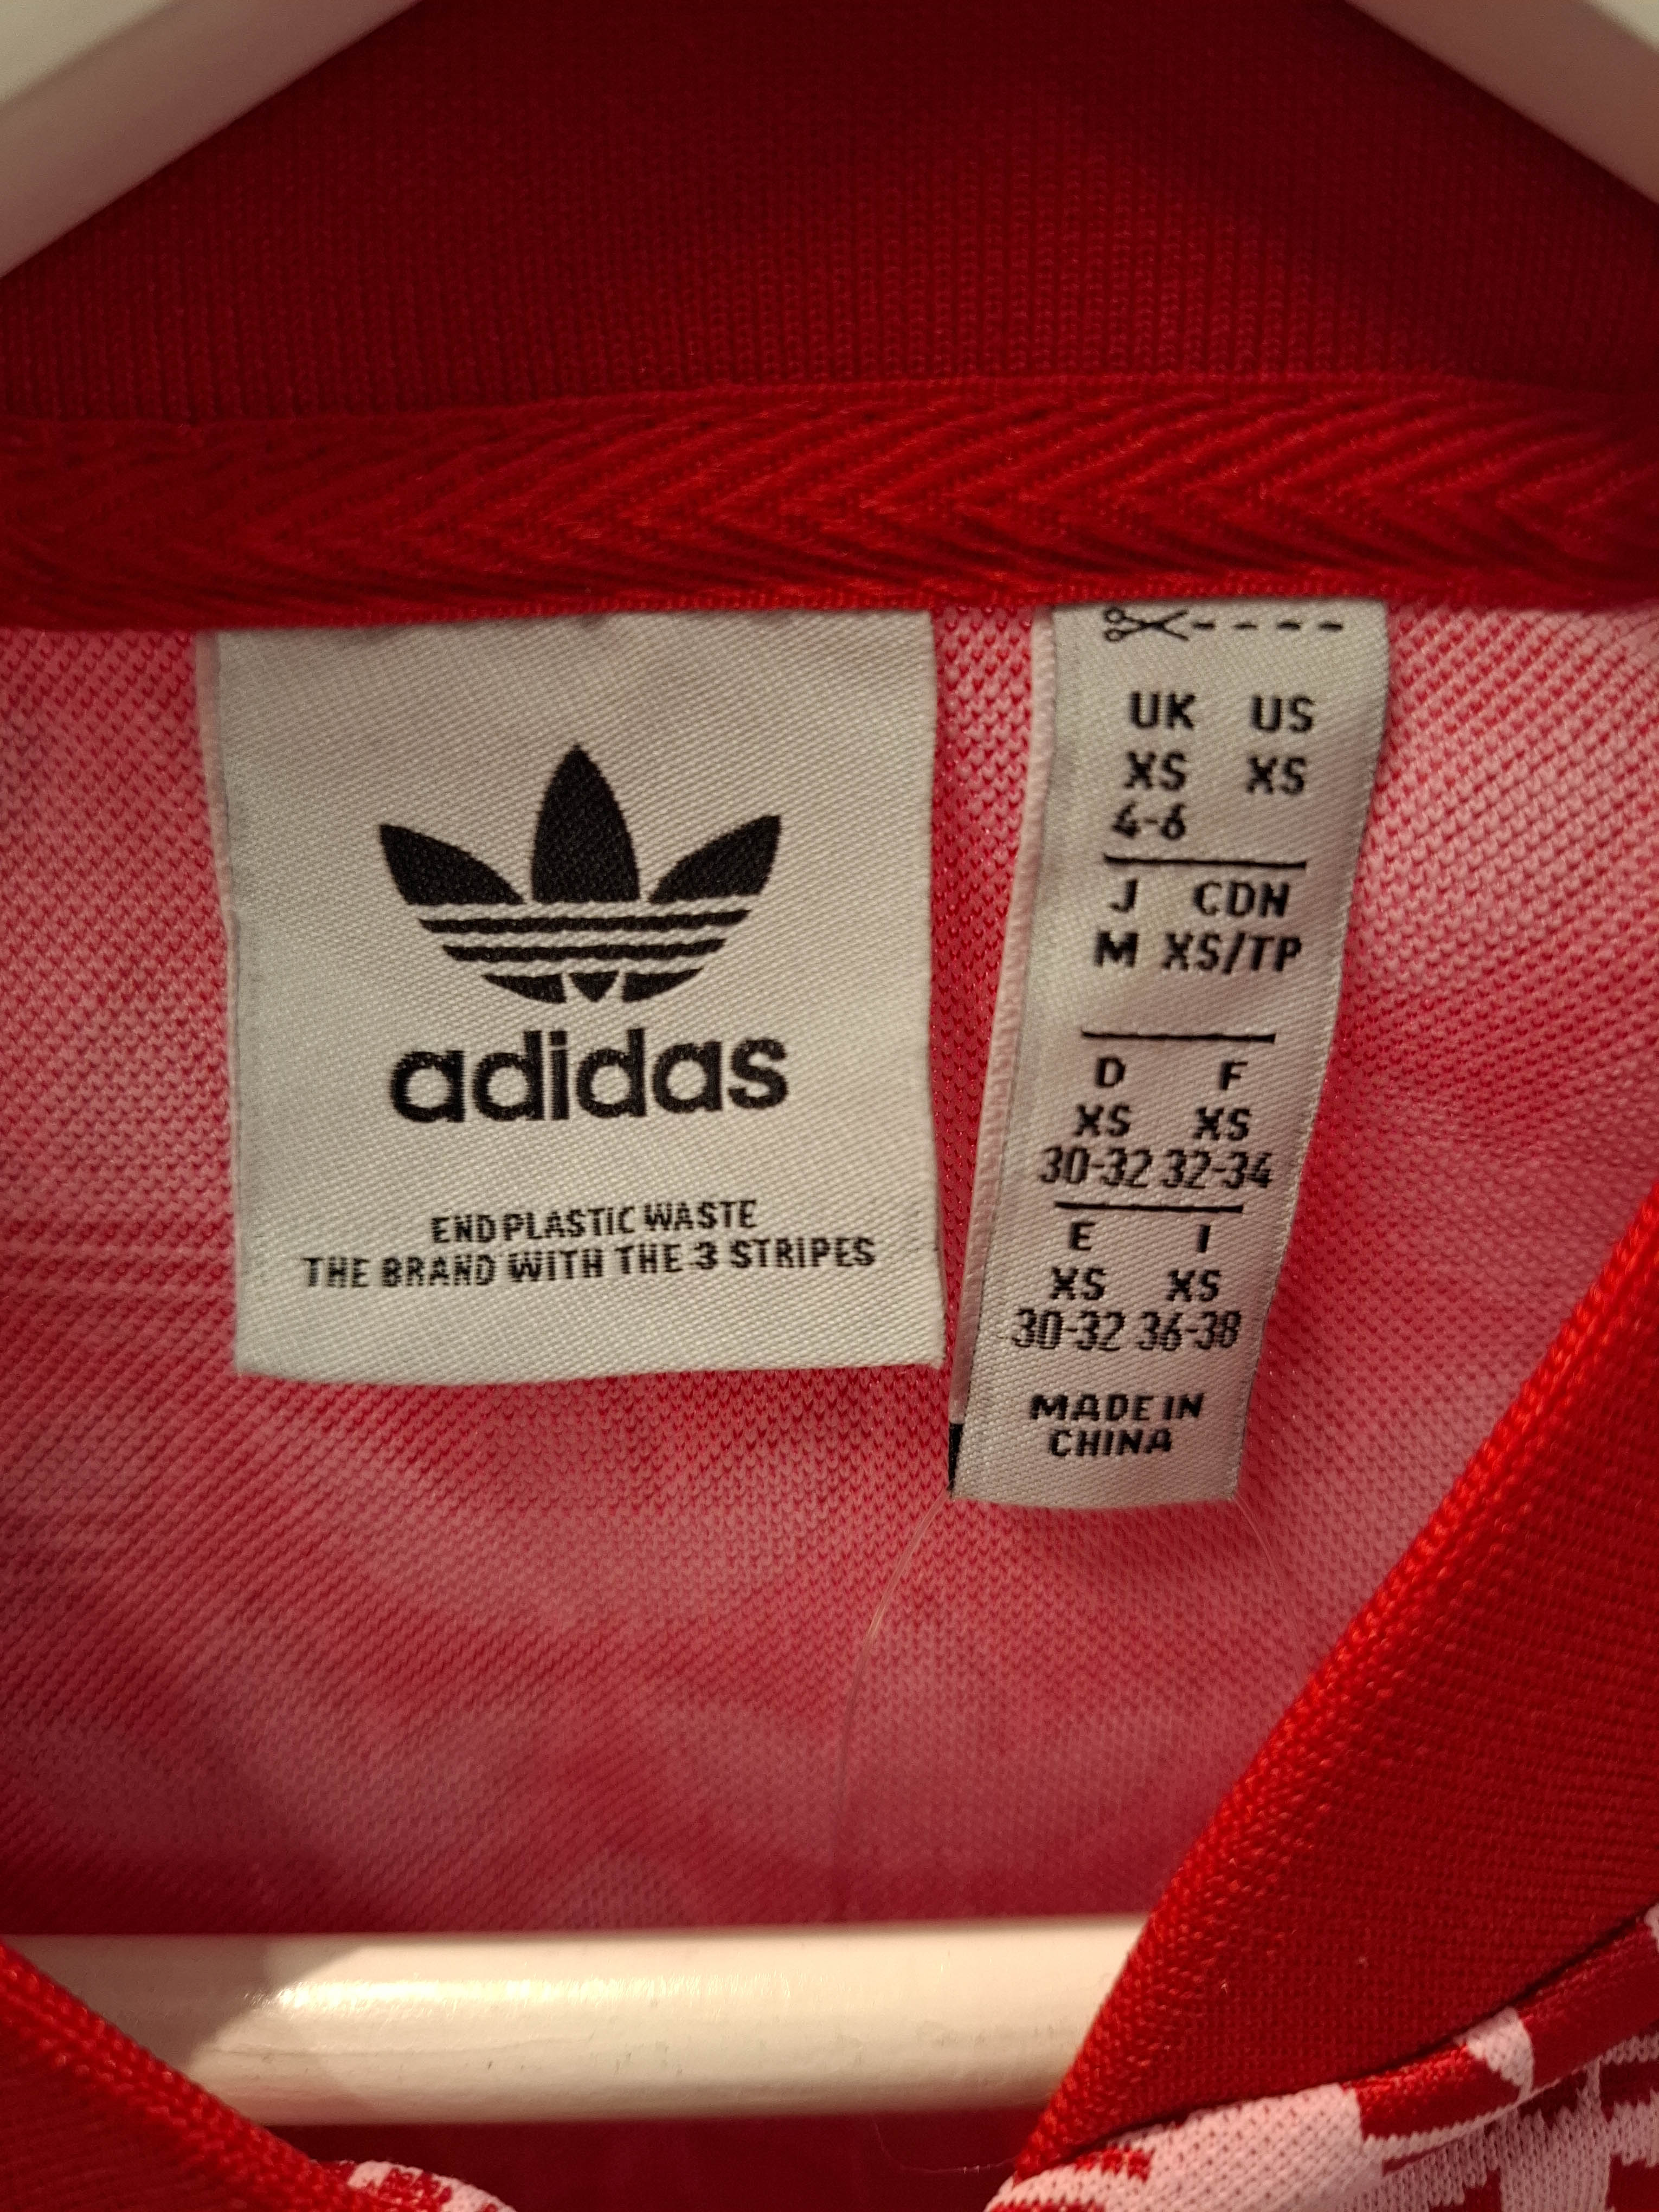 adidas
END PLASTIC WASTE
THE BRAND WITH THE 3 STRIPES
UK US
XS XS
4-6
J CDN
M XS/TP
D F
XS XS
30-32 32-34
E I
XS XS
30-32 36-38
MADE IN
CHINA